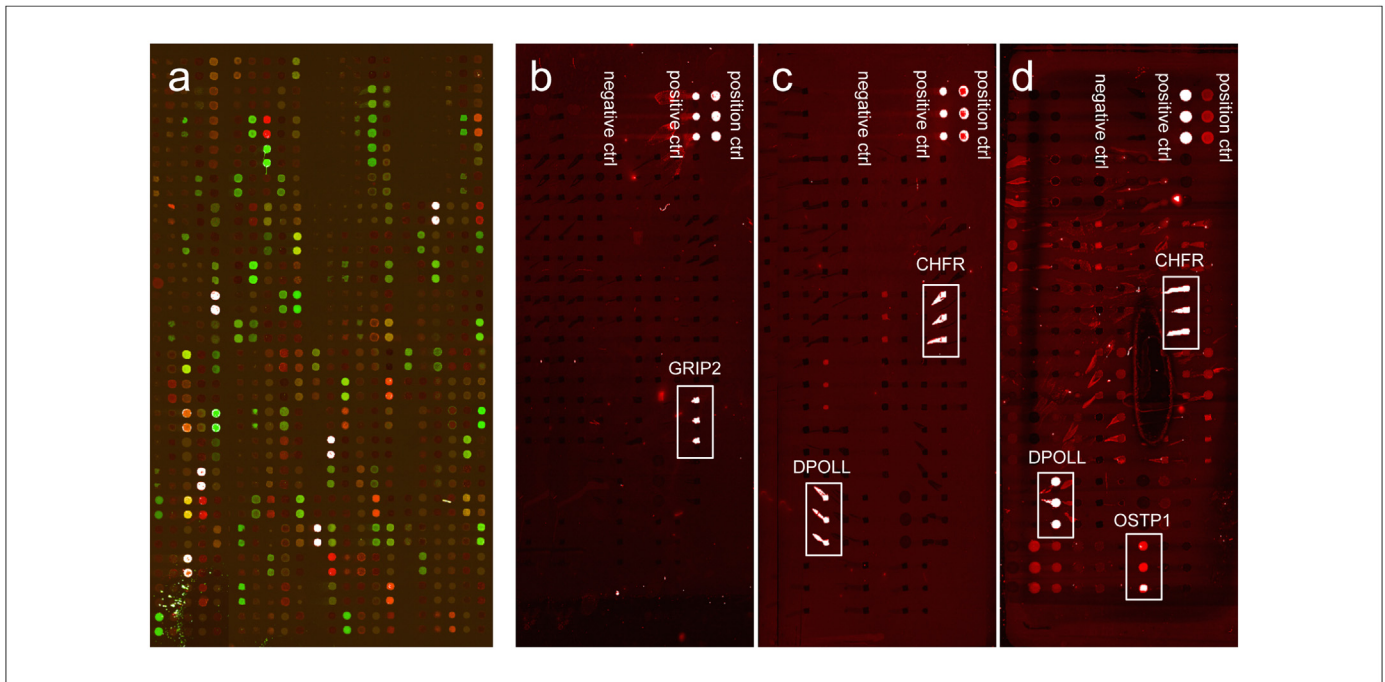 a
b
negative ctrl
positive ctrl
position ctrl
GRIP2
c
negative ctrl
positive ctrl
position ctrl
CHFR
DPOLL
d
negative ctrl
positive ctrl
position ctrl
CHFR
DPOLL
OSTP1